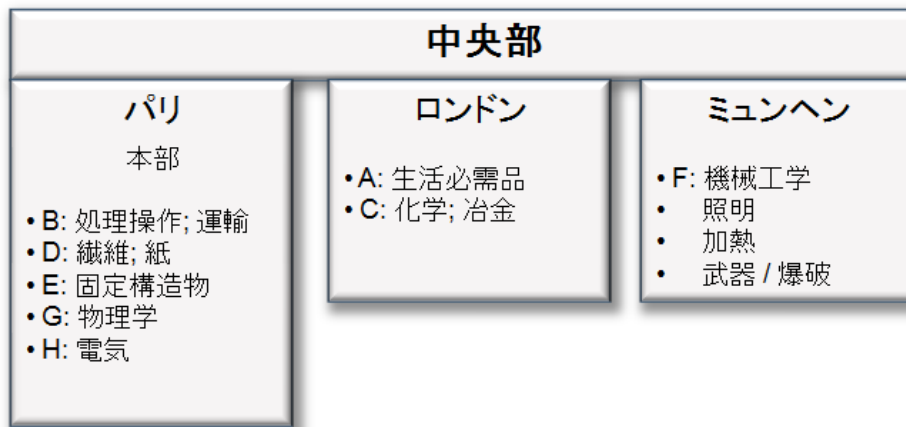 中央部
パリ
本部
• B: 処理操作; 運輸
• D: 繊維; 紙
• E: 固定構造物
• G: 物理学
• H: 電気
ロンドン
• A: 生活必需品
• C: 化学; 冶金
ミュンヘン
• F: 機械工学
• 照明
• 加熱
• 武器 / 爆破